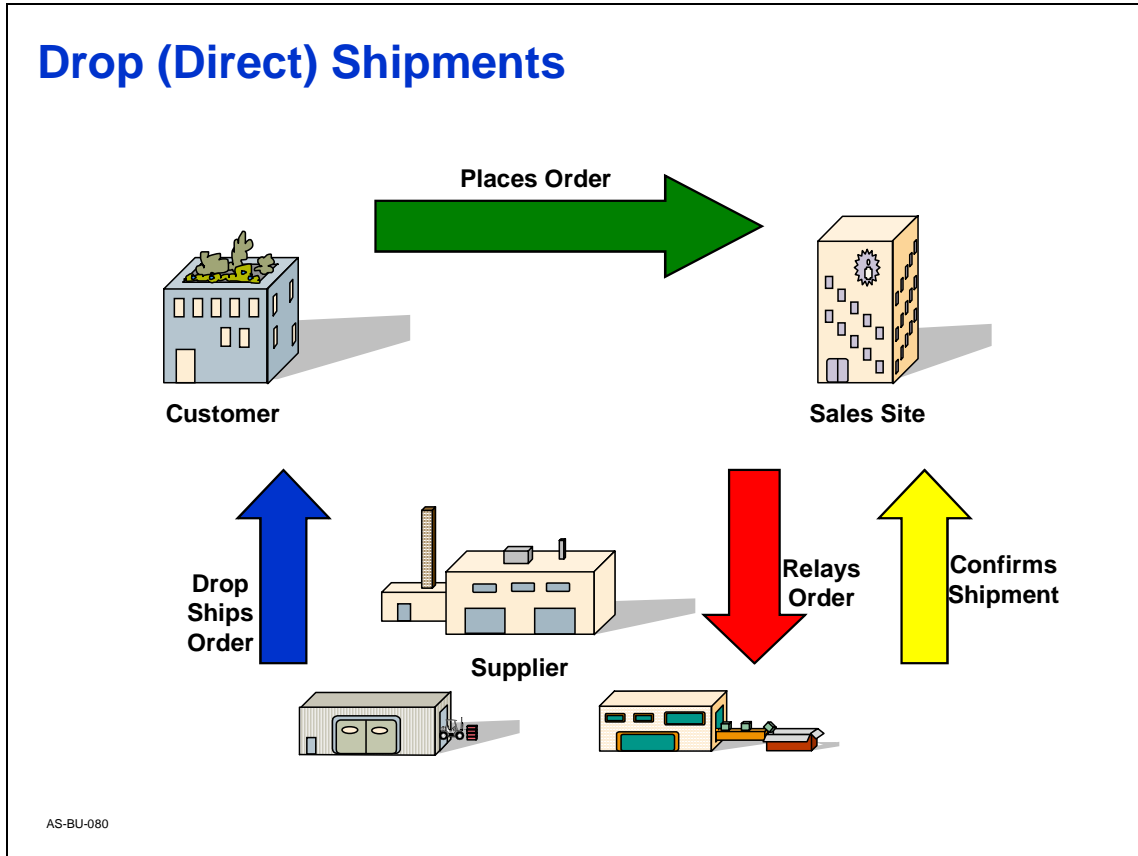 Drop (Direct) Shipments
Places Order
Customer
Sales Site
Drop
Ships
Order
Relays
Order
Confirms
Shipment
Supplier
AS-BU-080